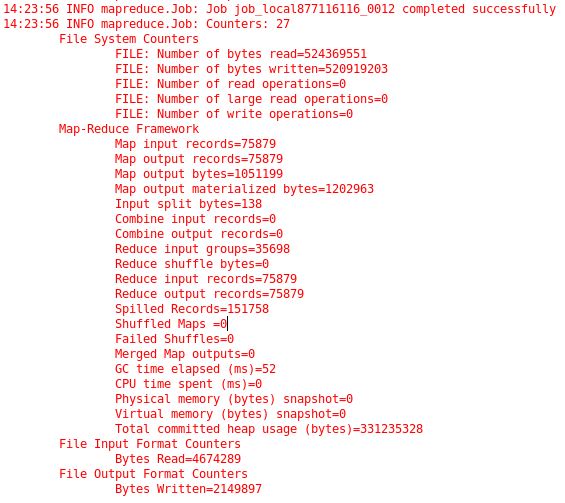 14:23:56 INFO mapreduce.Job: Job job_local877116116_0012 completed successfully
14:23:56 INFO mapreduce.Job: Counters: 27
File System Counters
FILE: Number of bytes read=524369551
FILE: Number of bytes written=520919203
FILE: Number of read operations=0
FILE: Number of large read operations=0
FILE: Number of write operations=0
Map-Reduce Framework
Map input records=75879
Map output records=75879
Map output bytes=1051199
Map output materialized bytes=1202963
Input split bytes=138
Combine input records=0
Combine output records=0
Reduce input groups=35698
Reduce shuffle bytes=0
Reduce input records=75879
Reduce output records=75879
Spilled Records=151758
Shuffled Maps =0
Failed Shuffles=0
Merged Map outputs=0
GC time elapsed (ms)=52
CPU time spent (ms)=0
Physical memory (bytes) snapshot=0
Virtual memory (bytes) snapshot=0
Total committed heap usage (bytes)=331235328
File Input Format Counters
Bytes Read=4674289
File Output Format Counters
Bytes Written=2149897